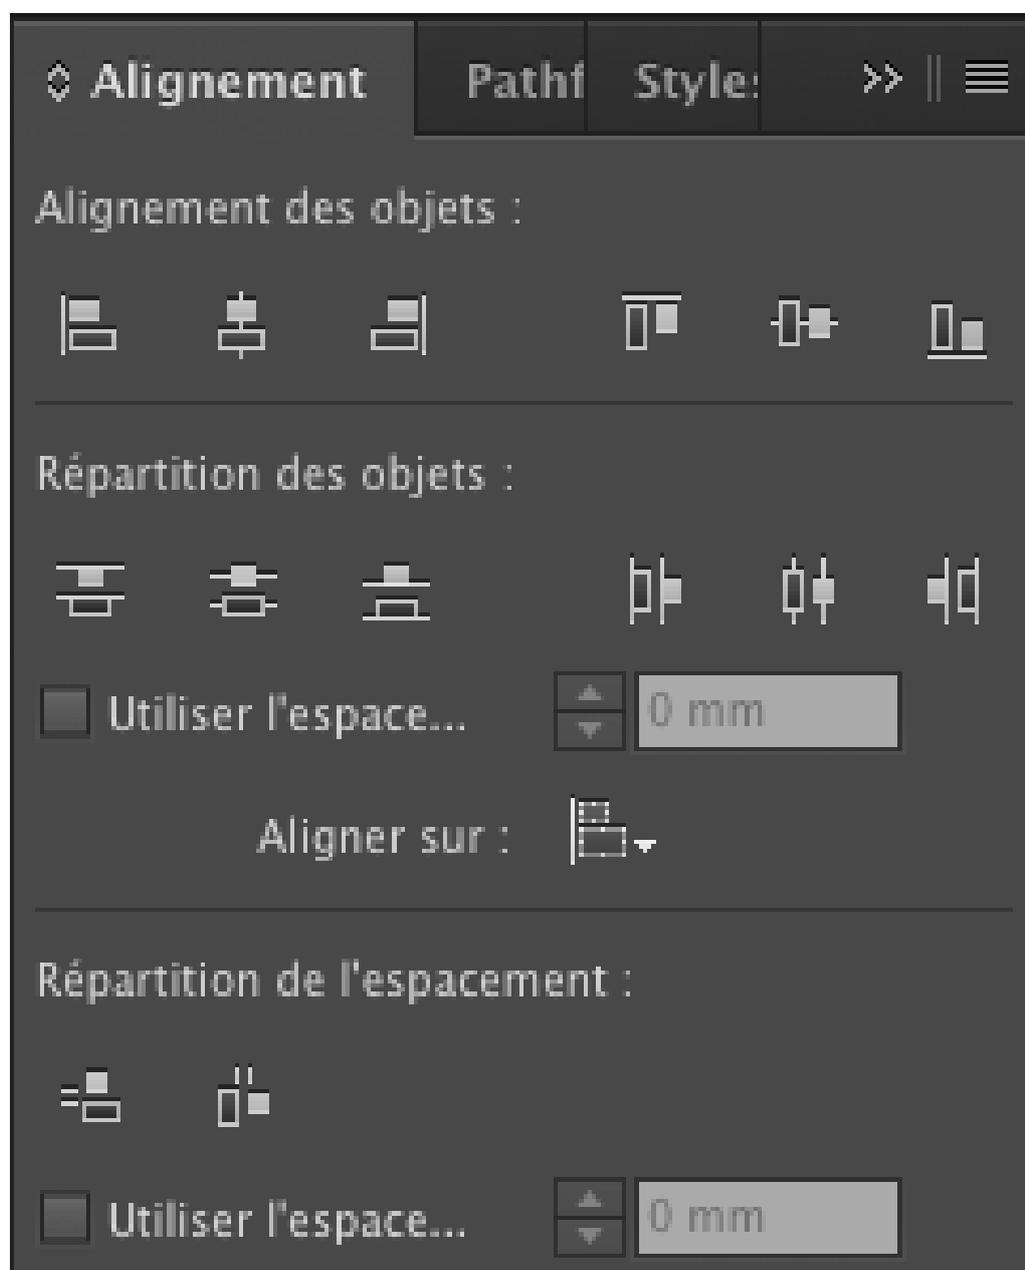 Alignement Pathf Style
Alignement des objets :
Répartition des objets :
Utiliser l'espace... 0 mm
Aligner sur :
Répartition de l'espacement :
Utiliser l'espace... 0 mm